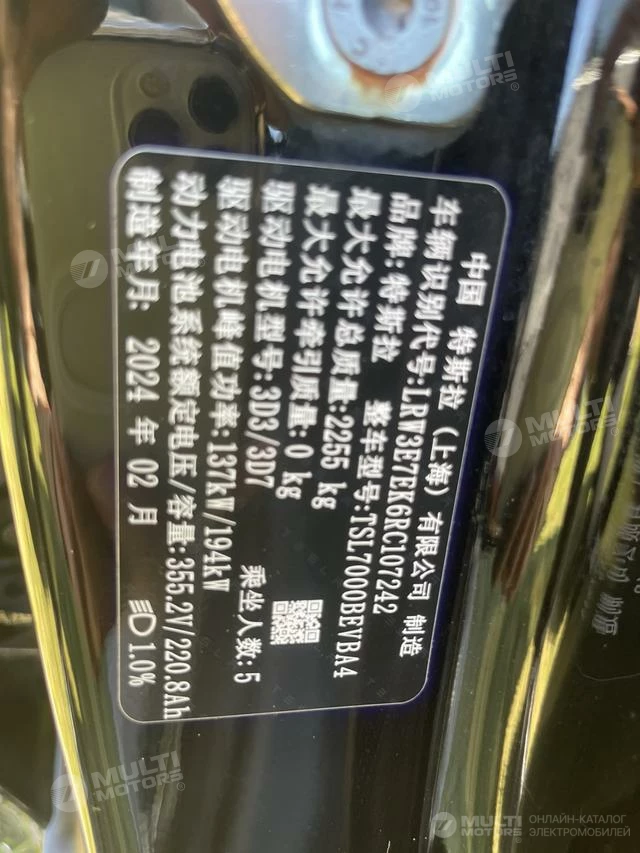 中国 特斯拉（上海）有限公司 制造
车辆识别代号:LRW3E7EK6RC107242
品牌:特斯拉 整车型号:TSL7000BEVBA4
最大允许总质量:2255 kg
最大允许牵引质量:0 kg
驱动电机型号:3D3/3D7
驱动电机峰值功率:137kW/194kW 乘坐人数:5
动力电池系统额定电压/容量:355.2V/220.8Ah
制造年月: 2024 年 02 月 1.0%
MULTI MOTORS®
MULTI MOTORS®
MULTI MOTORS®
MULTI MOTORS®
MULTI MOTORS®
ОНЛАЙН-КАТАЛОГ
ЭЛЕКТРОМОБИЛЕЙ